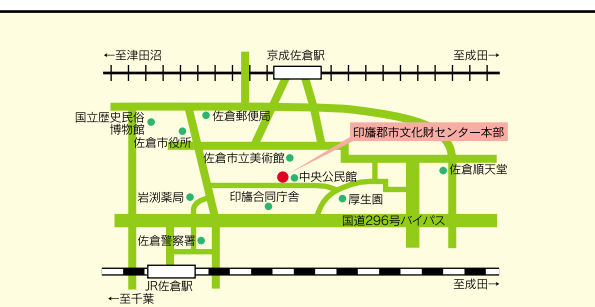 ←至津田沼
京成佐倉駅
至成田→
国立歴史民俗
博物館
佐倉郵便局
佐倉市役所
印旛郡市文化財センター本部
佐倉市立美術館
佐倉順天堂
中央公民館
岩渕薬局
印旛合同庁舎
厚生園
国道296号バイパス
佐倉警察署
JR佐倉駅
至成田→
←至千葉